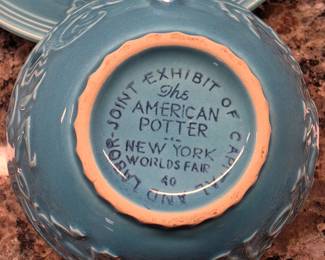 JOINT EXHIBIT OF CAPITAL AND LABOR
The
AMERICAN
POTTER
NEW YORK
WORLDS FAIR
40